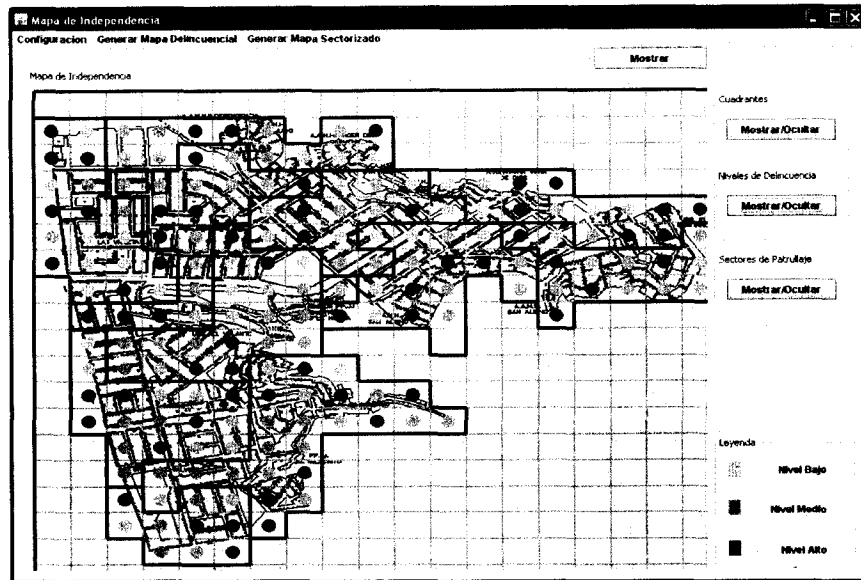 Mapa de Independencia
Configuracion Generar Mapa Delincuencial Generar Mapa Sectorizado
Mostrar
Mapa de Independencia
Cuadrantes
Mostrar/Ocultar
Niveles de Delincuencia
Mostrar/Ocultar
Sectores de Patrullaje
Mostrar/Ocultar
Leyenda
Nivel Bajo
Nivel Medio
Nivel Alto